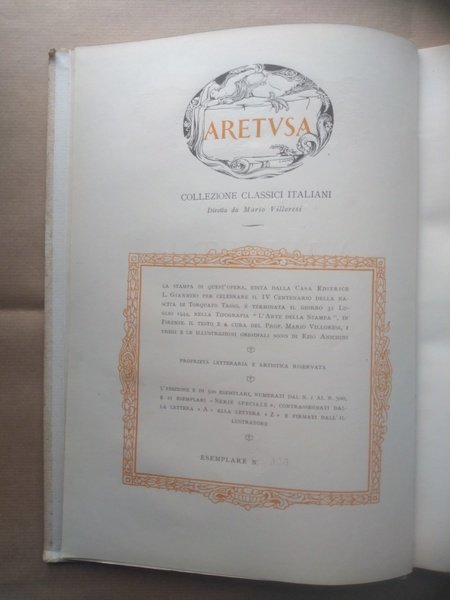 ARETVSA
COLLEZIONE CLASSICI ITALIANI
Diretta da Mario Villoresi
LA STAMPA DI QUEST'OPERA, EDITA DALLA CASA EDITRICE
L. GIANNINI PER CELEBRARE IL IV CENTENARIO DELLA NA-
SCITA DI TORQUATO TASSO, È TERMINATA IL GIORNO 31 LU-
GLIO 1944, NELLA TIPOGRAFIA "L'ARTE DELLA STAMPA", IN
FIRENZE. IL TESTO È A CURA DEL PROF. MARIO VILLORESI, I
FREGI E LE ILLUSTRAZIONI ORIGINALI SONO DI EZIO ANICHINI
PROPRIETÀ LETTERARIA E ARTISTICA RISERVATA
L'EDIZIONE È DI 500 ESEMPLARI, NUMERATI DAL N. 1 AL N. 500,
E 21 ESEMPLARI «SERIE SPECIALE», CONTRASSEGNATI DAL-
LA LETTERA «A» ALLA LETTERA «Z» E FIRMATI DALL'IL-
LUSTRATORE
ESEMPLARE N.